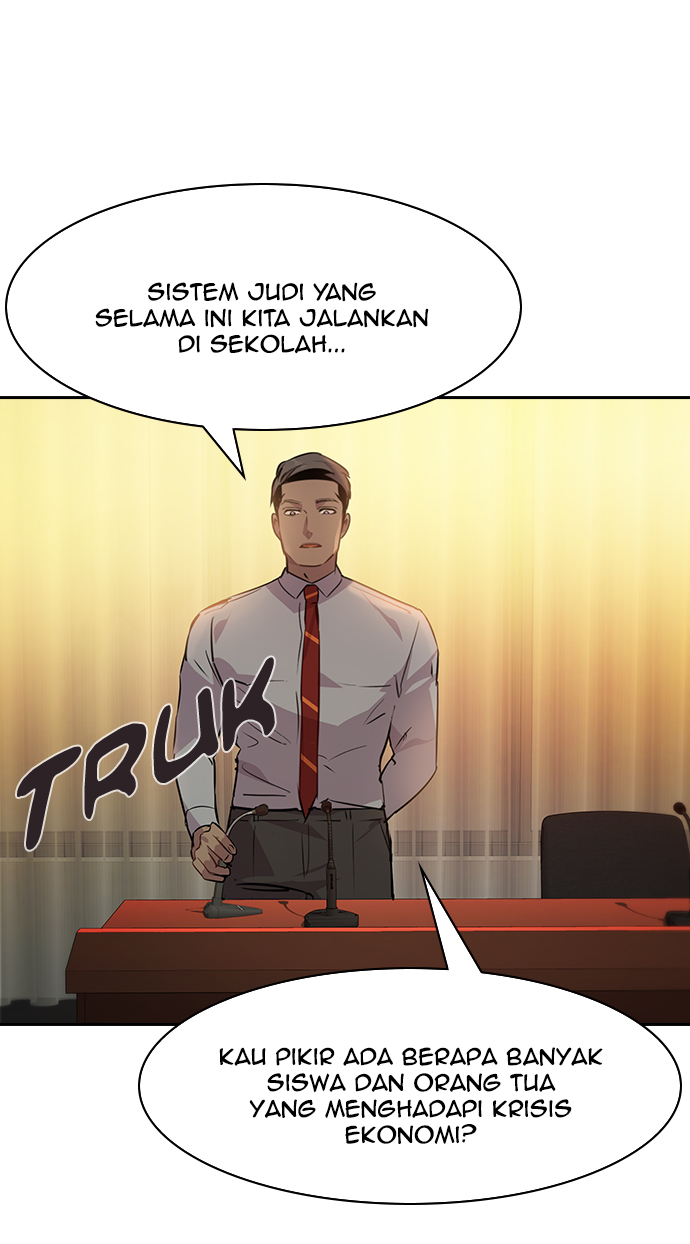 SISTEM JUDI YANG
SELAMA INI KITA JALANKAN
DI SEKOLAH...
TRUK
KAU PIKIR ADA BERAPA BANYAK
SISWA DAN ORANG TUA
YANG MENGHADAPI KRISIS
EKONOMI?